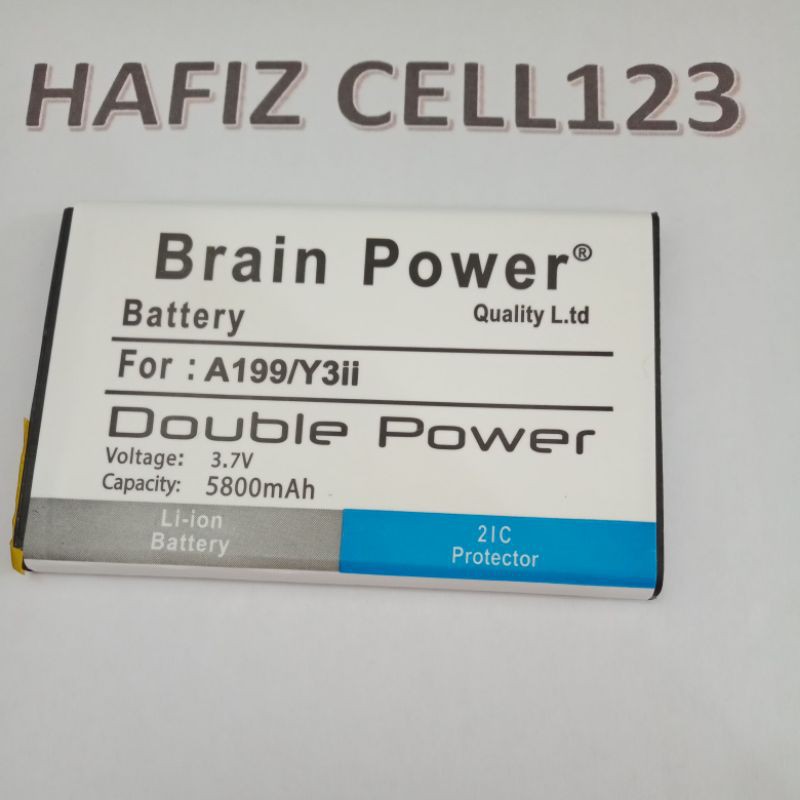 HAFIZ CELL123
Brain Power®
Battery Quality L.td
For : A199/Y3ii
Double Power
Voltage: 3.7V
Capacity: 5800mAh
Li-ion
Battery
2IC
Protector